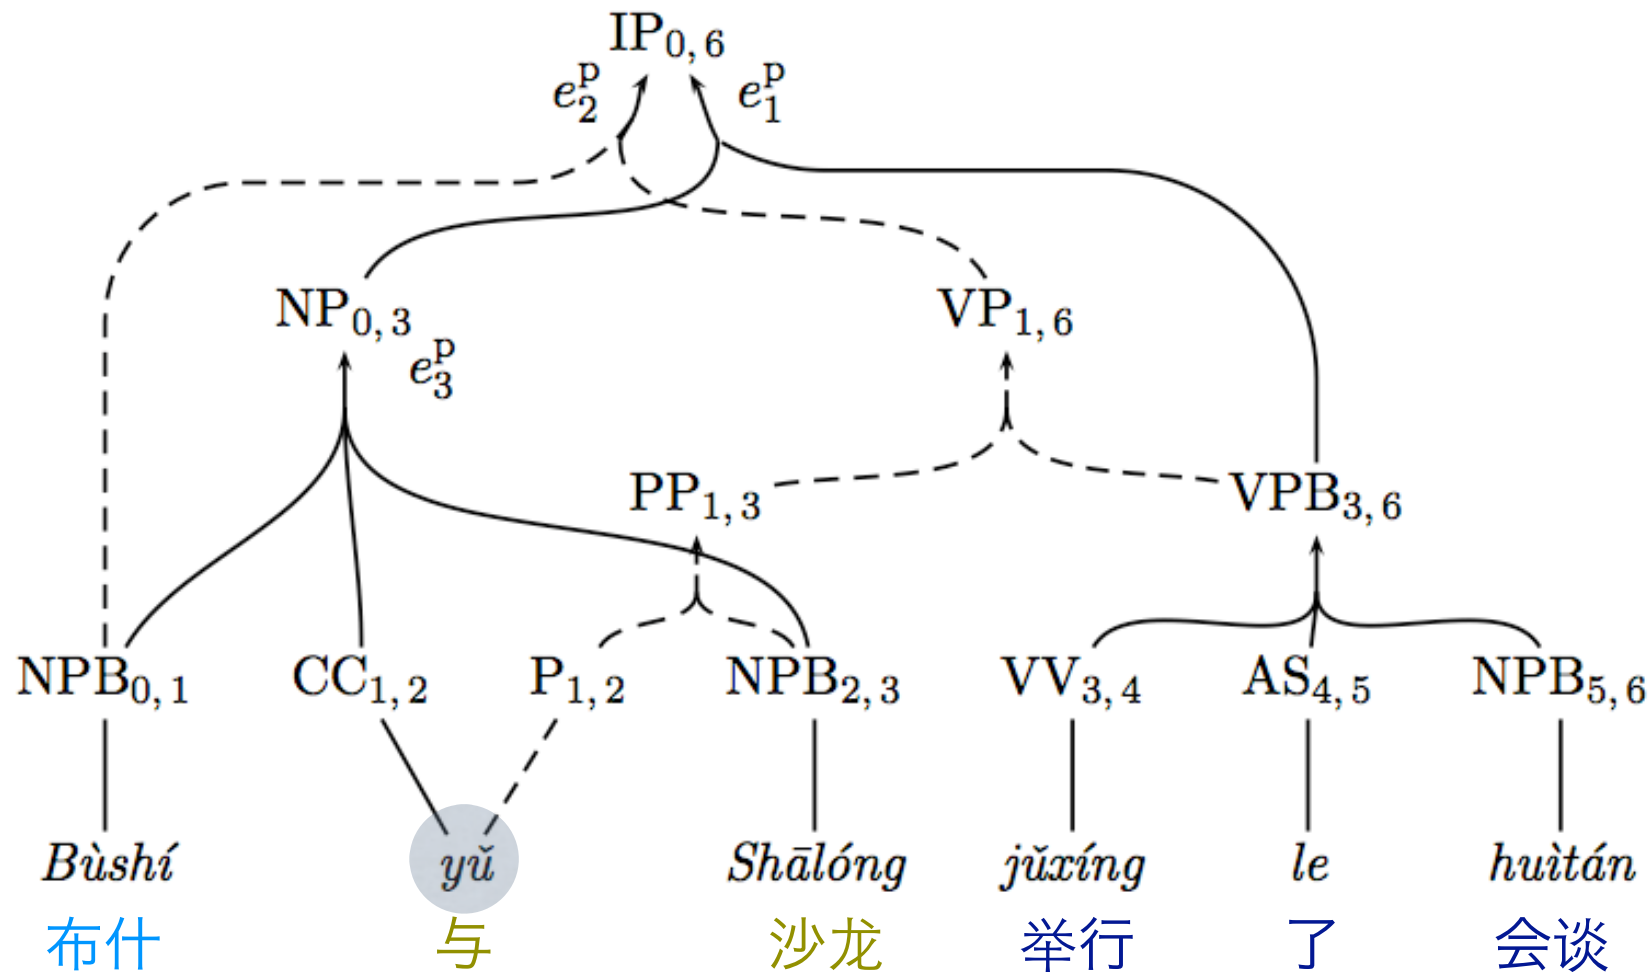 IP0,6
e2p e1p
NP0,3 VP1,6
e3p
PP1,3 VPB3,6
NPB0,1 CC1,2 P1,2 NPB2,3 VV3,4 AS4,5 NPB5,6
Bùshí yǔ Shālóng jǔxíng le huìtán
布什 与 沙龙 举行 了 会谈